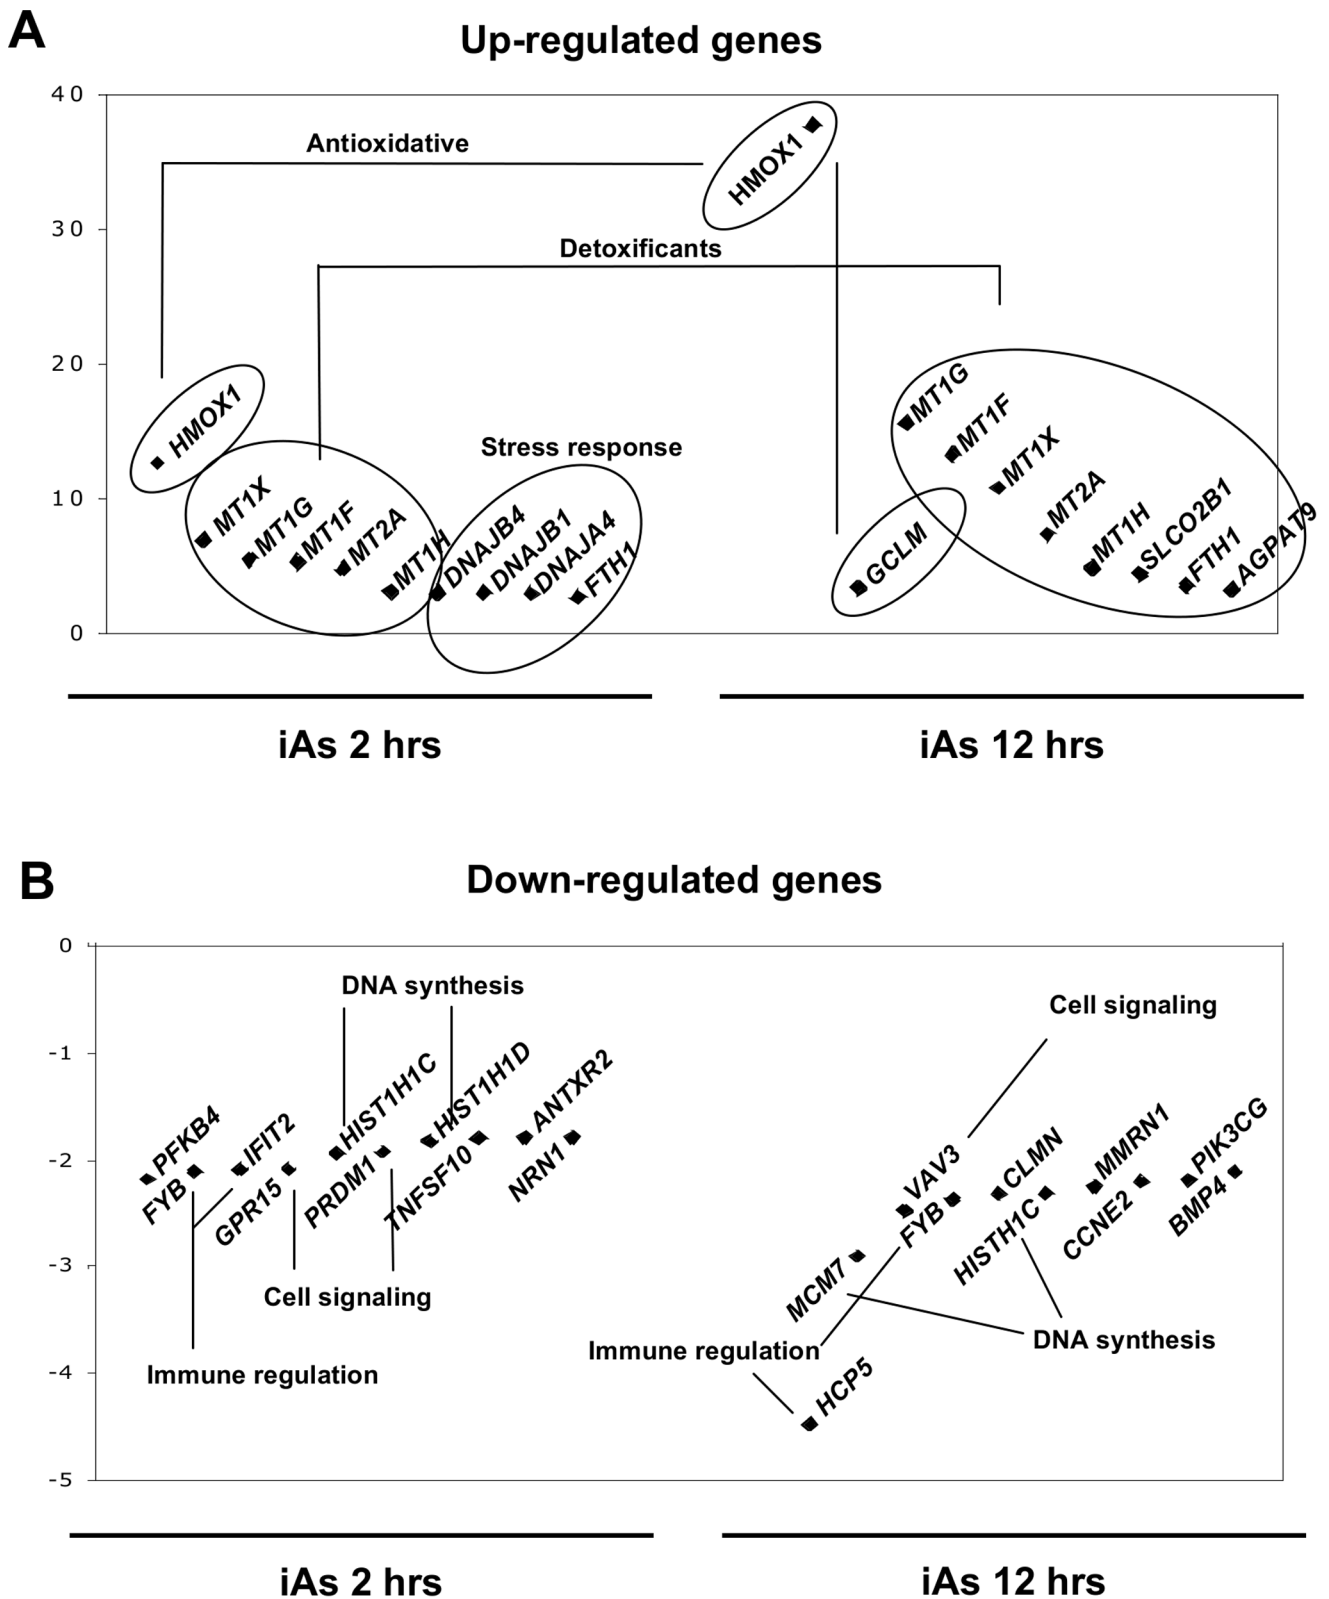 A
Up-regulated genes
40
30
20
10
0
Antioxidative
HMOX1
Detoxificants
HMOX1
Stress response
MT1X
MT1G
MT1F
MT2A
MT1H
DNAJB4
DNAJB1
DNAJA4
FTH1
GCLM
MT1G
MT1F
MT1X
MT2A
MT1H
SLCO2B1
FTH1
AGPAT9
iAs 2 hrs
iAs 12 hrs
B
Down-regulated genes
0
-1
-2
-3
-4
-5
DNA synthesis
PFKB4
FYB
IFIT2
GPR15
HIST1H1C
PRDM1
HIST1H1D
TNFSF10
ANTXR2
NRN1
Cell signaling
Immune regulation
Cell signaling
VAV3
FYB
CLMN
HISTH1C
MMRN1
CCNE2
PIK3CG
BMP4
MCM7
Immune regulation
DNA synthesis
HCP5
iAs 2 hrs
iAs 12 hrs